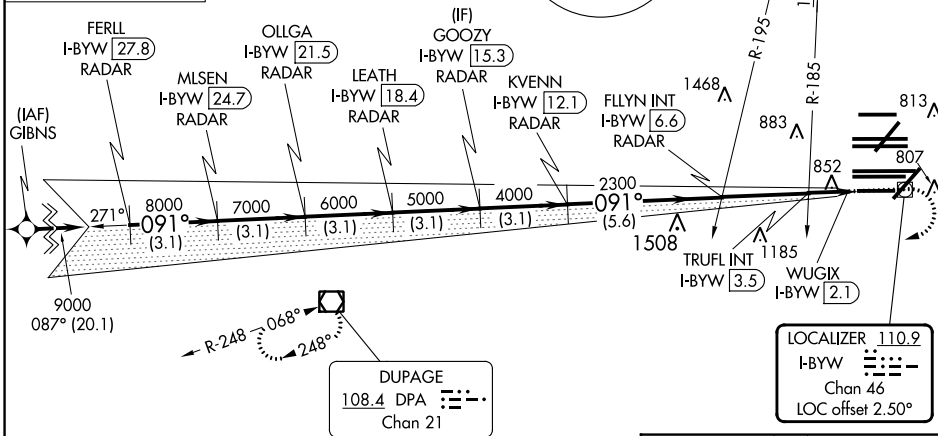 FERLL
I-BYW 27.8
RADAR
MLSEN
I-BYW 24.7
RADAR
OLLGA
I-BYW 21.5
RADAR
LEATH
I-BYW 18.4
RADAR
(IF)
GOOZY
I-BYW 15.3
RADAR
KVENN
I-BYW 12.1
RADAR
FLLYN INT
I-BYW 6.6
RADAR
R-195
R-185
1468
883
813
807
852
(IAF)
GIBNS
271°
8000
091°
(3.1)
7000
(3.1)
6000
(3.1)
5000
(3.1)
4000
(3.1)
2300
091°
(5.6)
1508
1185
TRUFL INT
I-BYW 3.5
WUGIX
I-BYW 2.1
9000
087° (20.1)
R-248
068°
248°
DUPAGE
108.4 DPA
Chan 21
LOCALIZER 110.9
I-BYW
Chan 46
LOC offset 2.50°